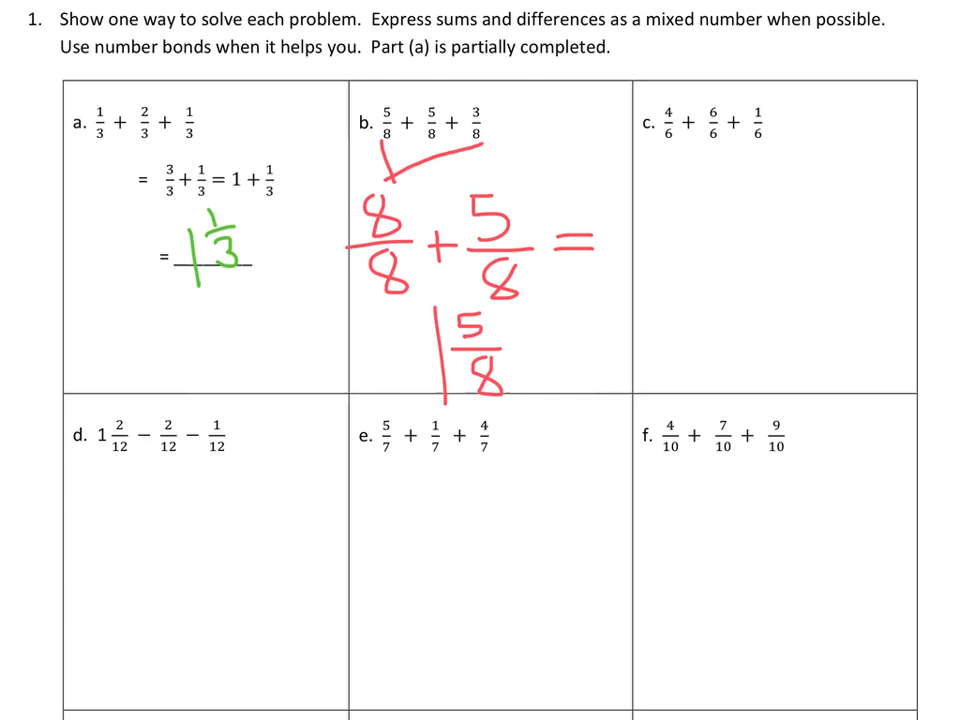 1. Show one way to solve each problem. Express sums and differences as a mixed number when possible.
Use number bonds when it helps you. Part (a) is partially completed.
a. 1/3 + 2/3 + 1/3
= 3/3 + 1/3 = 1 + 1/3
= 1 1/3
b. 5/8 + 5/8 + 3/8
8/8 + 5/8 =
1 5/8
c. 4/6 + 6/6 + 1/6
d. 1 2/12 − 2/12 − 1/12
e. 5/7 + 1/7 + 4/7
f. 4/10 + 7/10 + 9/10